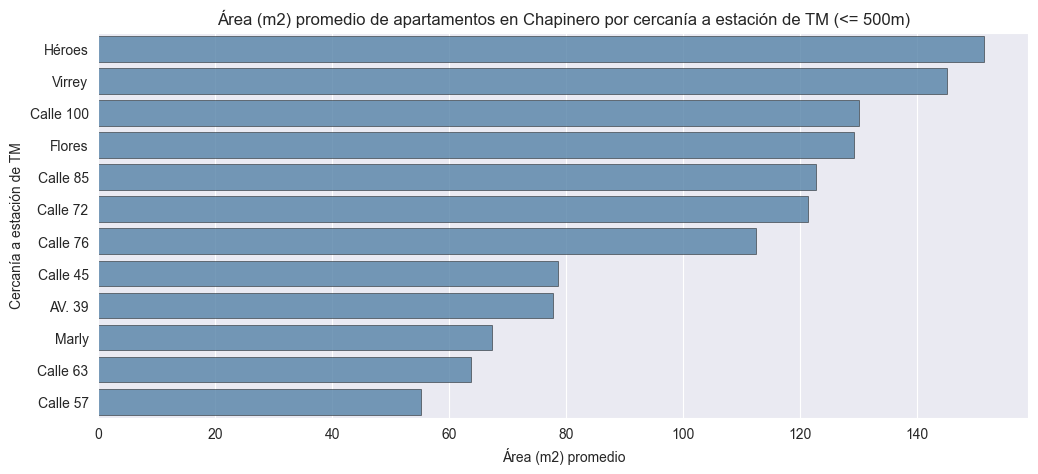 Área (m2) promedio de apartamentos en Chapinero por cercanía a estación de TM (<= 500m)
Cercanía a estación de TM
Héroes
Virrey
Calle 100
Flores
Calle 85
Calle 72
Calle 76
Calle 45
AV. 39
Marly
Calle 63
Calle 57
0 20 40 60 80 100 120 140
Área (m2) promedio